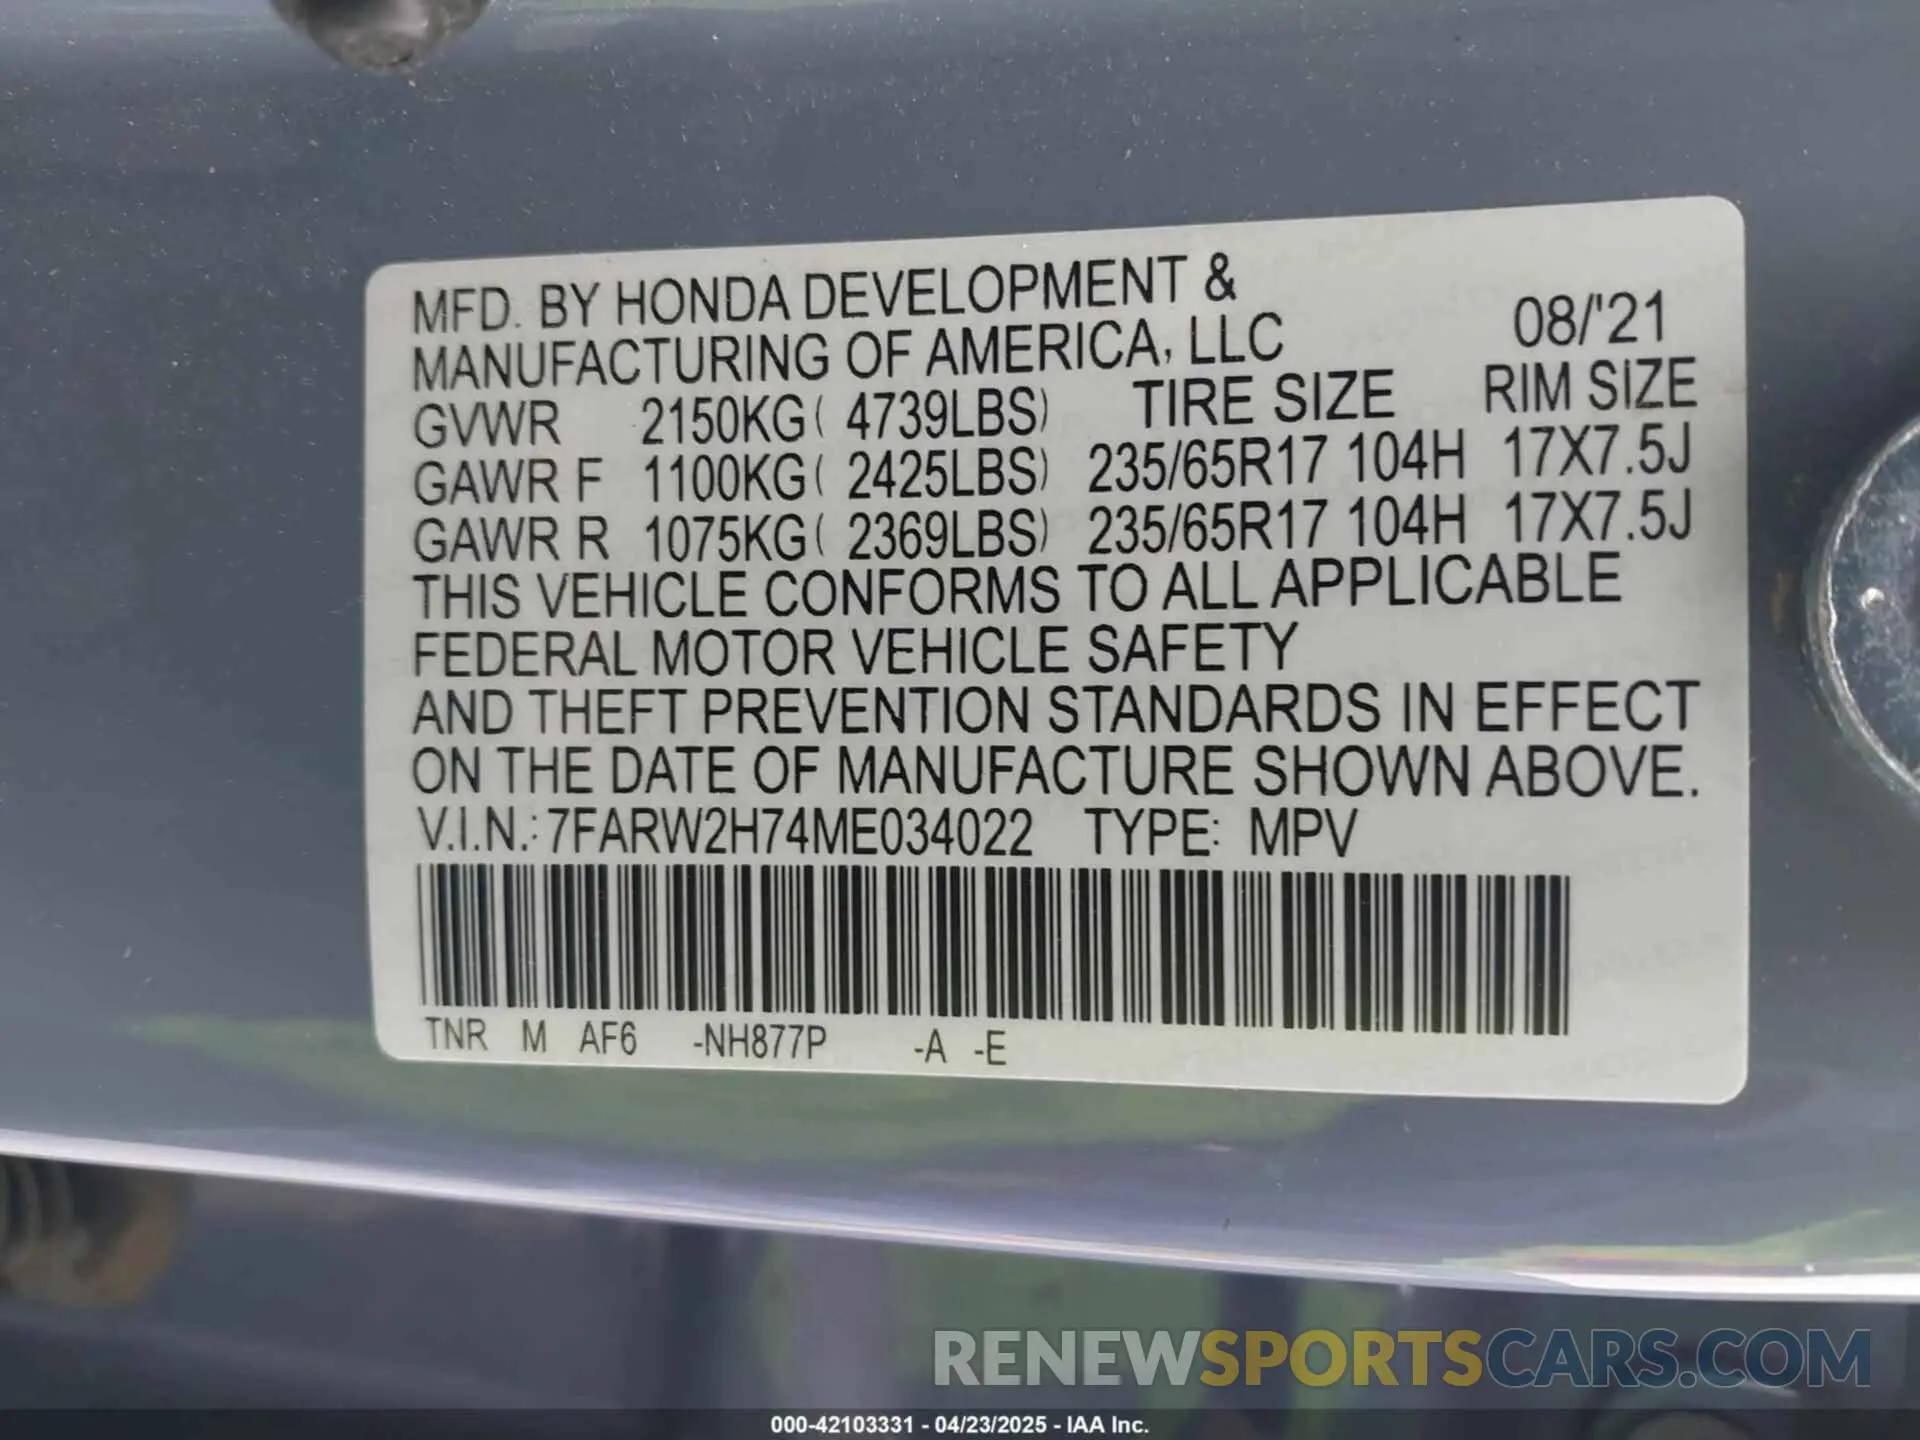 MFD. BY HONDA DEVELOPMENT &
MANUFACTURING OF AMERICA, LLC 08/'21
GVWR 2150KG( 4739LBS) TIRE SIZE RIM SIZE
GAWR F 1100KG( 2425LBS) 235/65R17 104H 17X7.5J
GAWR R 1075KG( 2369LBS) 235/65R17 104H 17X7.5J
THIS VEHICLE CONFORMS TO ALL APPLICABLE
FEDERAL MOTOR VEHICLE SAFETY
AND THEFT PREVENTION STANDARDS IN EFFECT
ON THE DATE OF MANUFACTURE SHOWN ABOVE.
V.I.N.: 7FARW2H74ME034022 TYPE: MPV
TNR M AF6 -NH877P -A -E
RENEWSPORTSCARS.COM
000-42103331 - 04/23/2025 - IAA Inc.